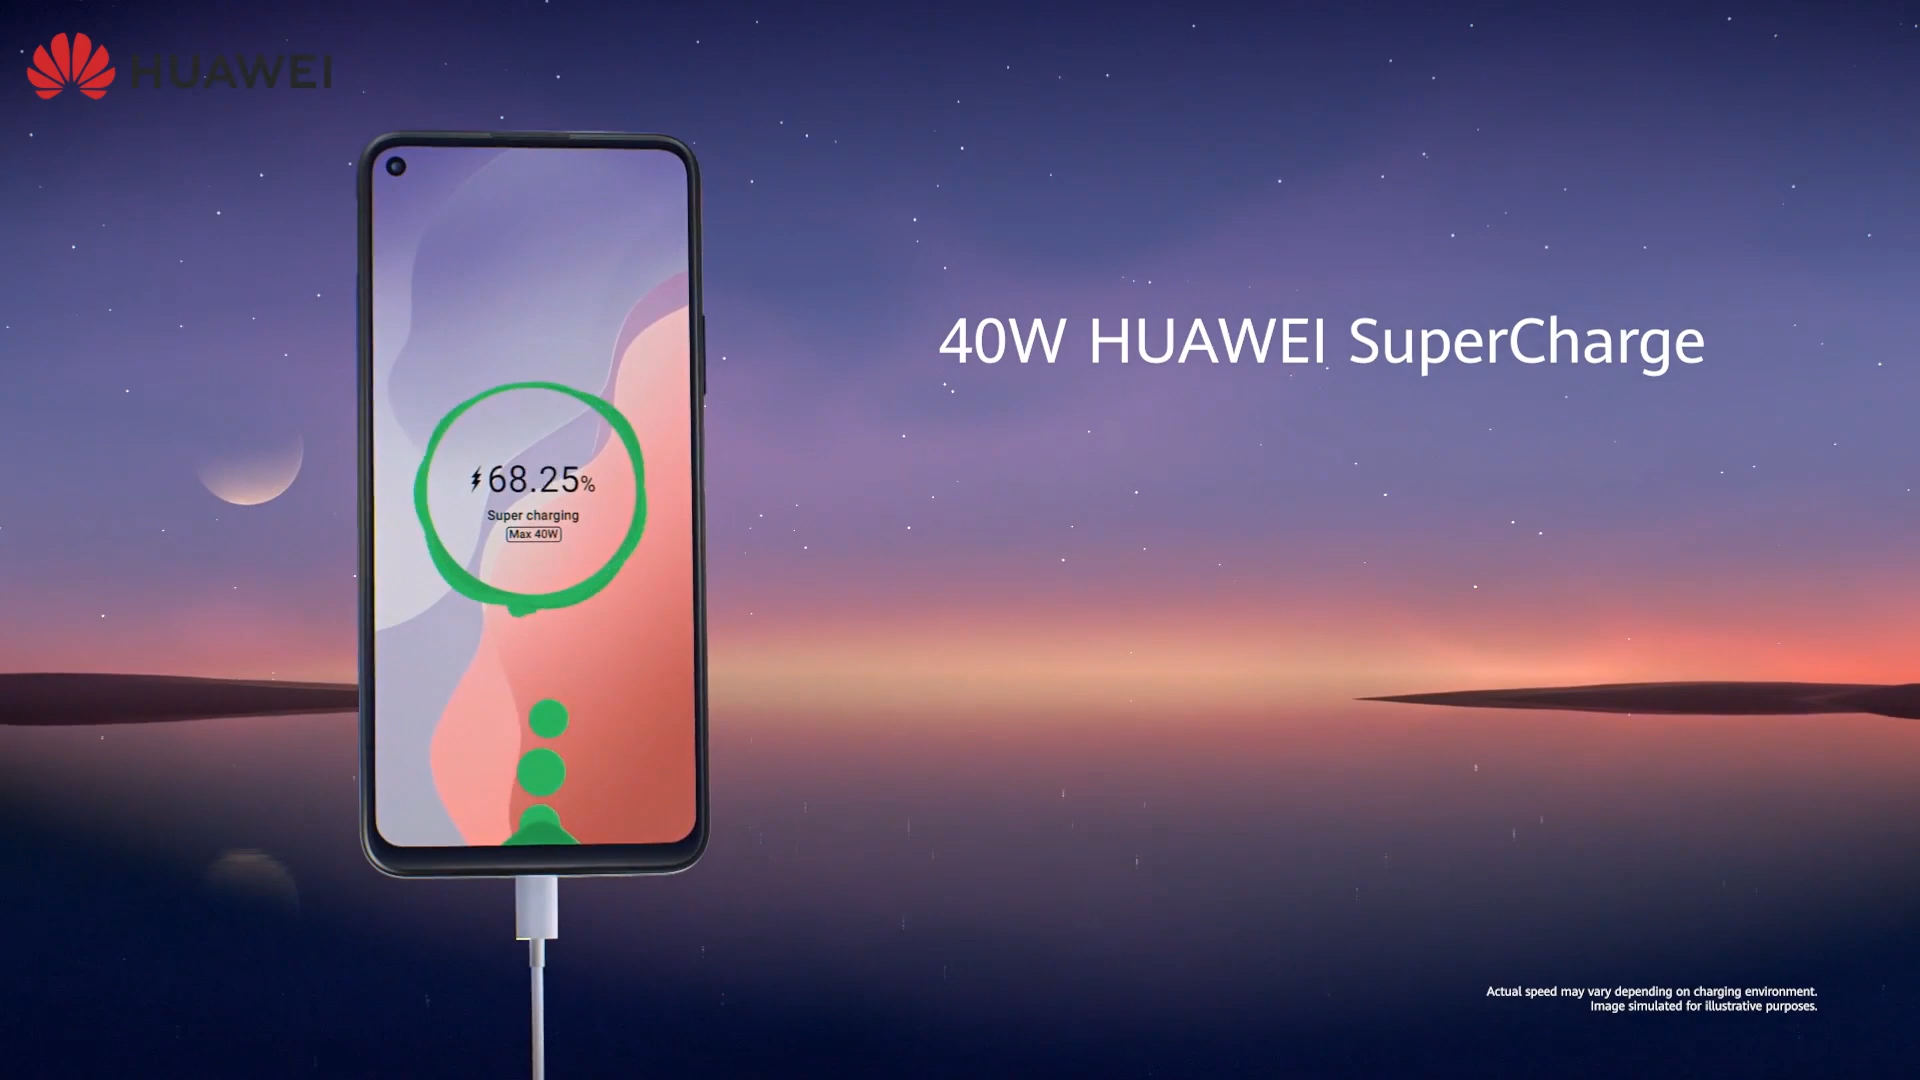 HUAWEI
40W HUAWEI SuperCharge
68.25%
Super charging
Max 40W
Actual speed may vary depending on charging environment.
Image simulated for illustrative purposes.